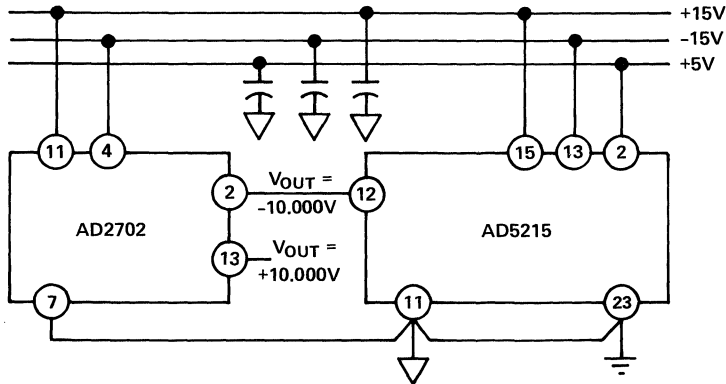 +15V
−15V
+5V
11
4
15
13
2
2
VOUT =
−10.000V
12
AD2702
AD5215
13
VOUT =
+10.000V
7
11
23